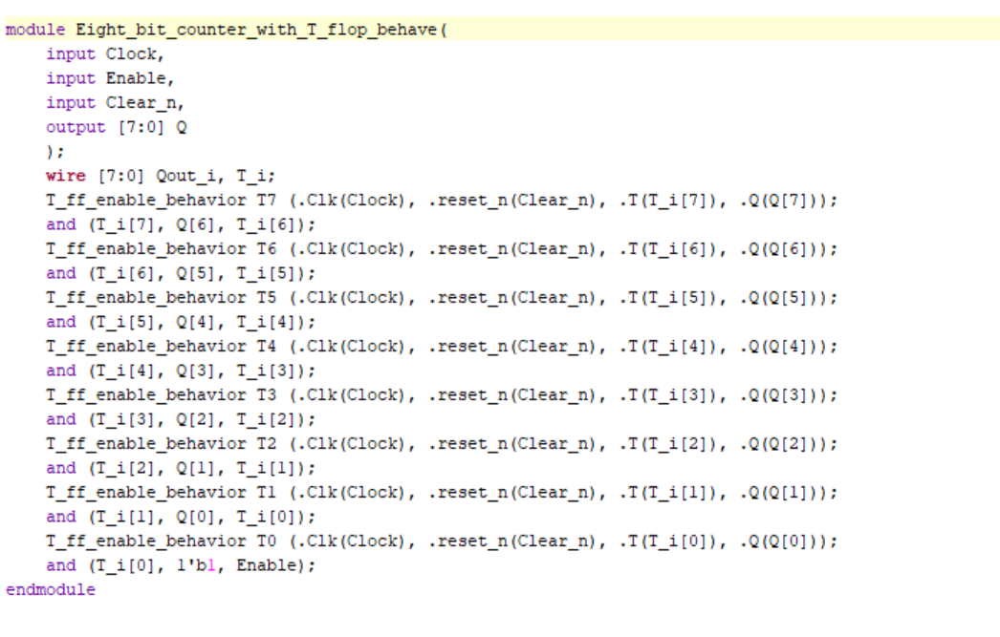 module Eight_bit_counter_with_T_flop_behave(
    input Clock,
    input Enable,
    input Clear_n,
    output [7:0] Q
    );
    wire [7:0] Qout_i, T_i;
    T_ff_enable_behavior T7 (.Clk(Clock), .reset_n(Clear_n), .T(T_i[7]), .Q(Q[7]));
    and (T_i[7], Q[6], T_i[6]);
    T_ff_enable_behavior T6 (.Clk(Clock), .reset_n(Clear_n), .T(T_i[6]), .Q(Q[6]));
    and (T_i[6], Q[5], T_i[5]);
    T_ff_enable_behavior T5 (.Clk(Clock), .reset_n(Clear_n), .T(T_i[5]), .Q(Q[5]));
    and (T_i[5], Q[4], T_i[4]);
    T_ff_enable_behavior T4 (.Clk(Clock), .reset_n(Clear_n), .T(T_i[4]), .Q(Q[4]));
    and (T_i[4], Q[3], T_i[3]);
    T_ff_enable_behavior T3 (.Clk(Clock), .reset_n(Clear_n), .T(T_i[3]), .Q(Q[3]));
    and (T_i[3], Q[2], T_i[2]);
    T_ff_enable_behavior T2 (.Clk(Clock), .reset_n(Clear_n), .T(T_i[2]), .Q(Q[2]));
    and (T_i[2], Q[1], T_i[1]);
    T_ff_enable_behavior T1 (.Clk(Clock), .reset_n(Clear_n), .T(T_i[1]), .Q(Q[1]));
    and (T_i[1], Q[0], T_i[0]);
    T_ff_enable_behavior T0 (.Clk(Clock), .reset_n(Clear_n), .T(T_i[0]), .Q(Q[0]));
    and (T_i[0], 1'b1, Enable);
endmodule